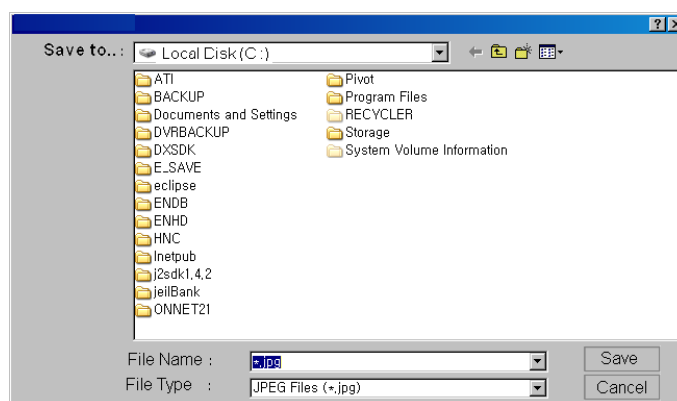 Save to..: Local Disk (C:)
ATI
BACKUP
Documents and Settings
DVRBACKUP
DXSDK
E_SAVE
eclipse
ENDB
ENHD
HNC
Inetpub
j2sdk1,4,2
jeilBank
ONNET21
Pivot
Program Files
RECYCLER
Storage
System Volume Information
File Name : *,jpg Save
File Type : JPEG Files (*,jpg) Cancel